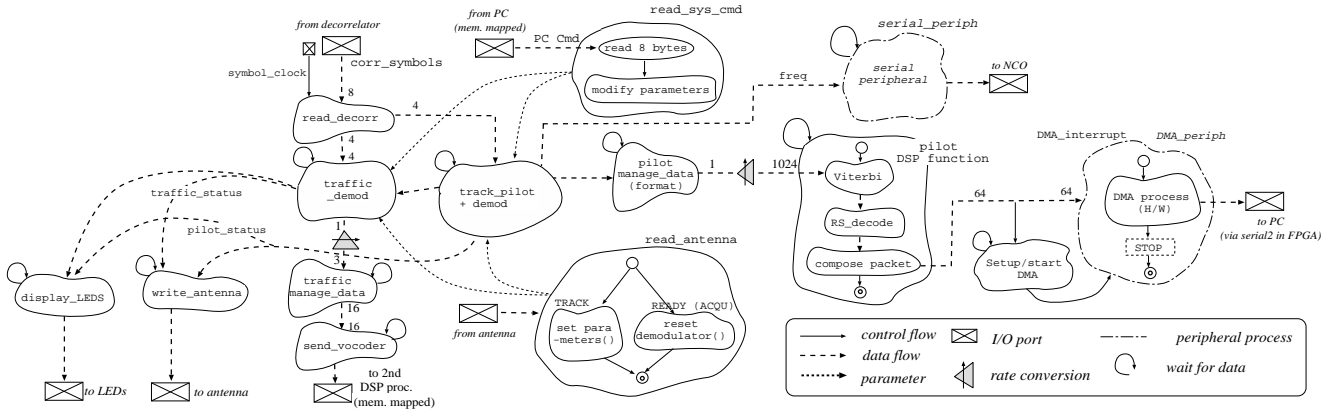 from decorrelator
symbol_clock
corr_symbols
8
read_decorr
4
4
4
traffic
_demod
1
3
traffic
manage_data
16
16
send_vocoder
to 2nd
DSP proc.
(mem. mapped)
traffic_status
pilot_status
display_LEDS
write_antenna
to LEDs
to antenna
from PC
(mem. mapped)
PC Cmd
read_sys_cmd
read 8 bytes
modify parameters
track_pilot
+ demod
pilot
manage_data
(format)
1
1024
freq
serial_periph
serial
peripheral
to NCO
pilot
DSP function
Viterbi
RS_decode
compose packet
64
64
Setup/start
DMA
DMA_interrupt
DMA_periph
DMA process
(H/W)
STOP
to PC
(via serial2 in FPGA)
from antenna
read_antenna
TRACK
READY (ACQU)
set para
-meters()
reset
demodulator()
control flow
data flow
parameter
I/O port
rate conversion
peripheral process
wait for data